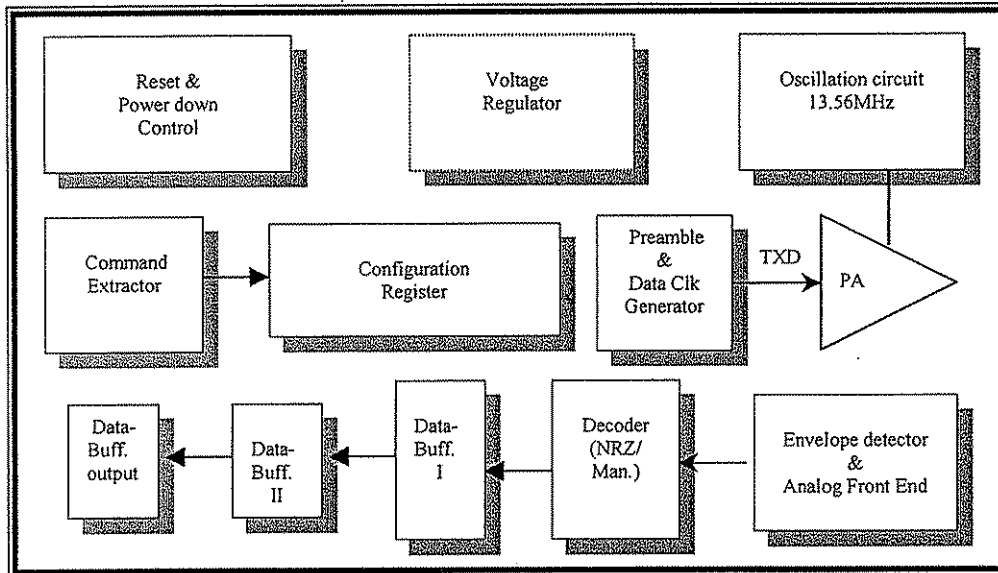 Reset &
Power down
Control
Voltage
Regulator
Oscillation circuit
13.56MHz
Command
Extractor
Configuration
Register
Preamble
&
Data Clk
Generator
TXD
PA
Data-
Buff.
output
Data-
Buff.
II
Data-
Buff.
I
Decoder
(NRZ/
Man.)
Envelope detector
&
Analog Front End